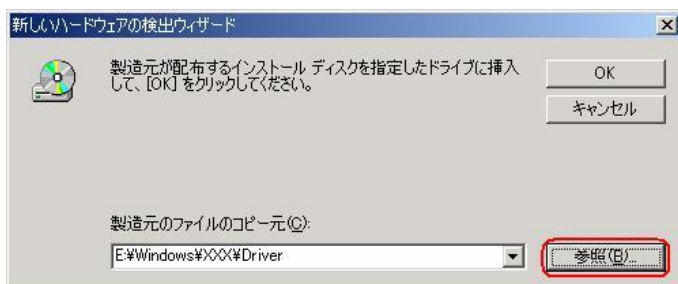 新しいハードウェアの検出ウィザード
製造元が配布するインストール ディスクを指定したドライブに挿入
して、[OK] をクリックしてください。
OK
キャンセル
製造元のファイルのコピー元(C):
E:¥Windows¥XXX¥Driver
参照(B)...